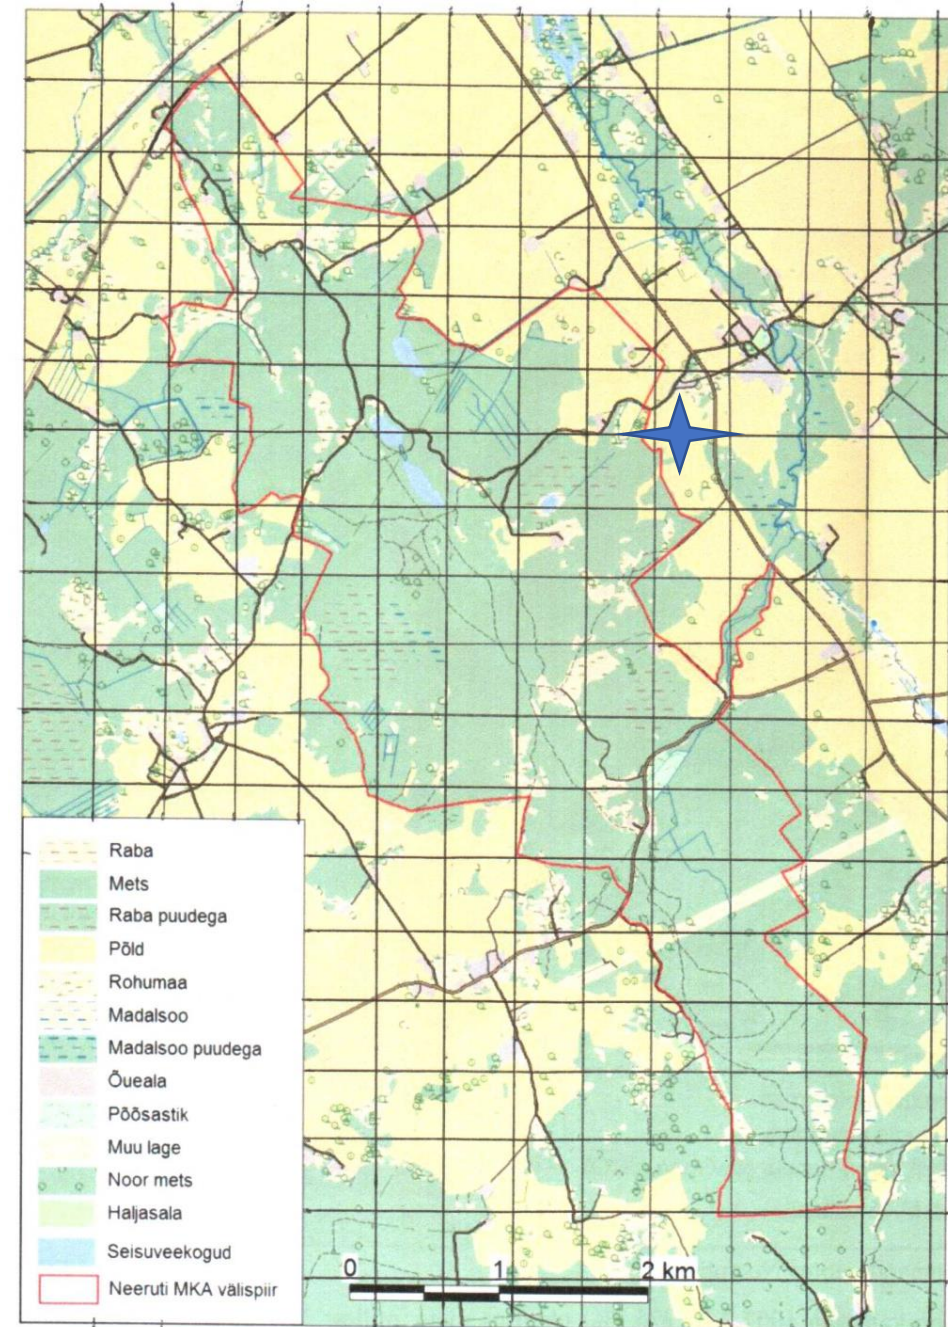 Raba
Mets
Raba puudega
Põld
Rohumaa
Madalsoo
Madalsoo puudega
Õueala
Põõsastik
Muu lage
Noor mets
Haljasala
Seisuveekogud
Neeruti MKA välispiir
0 1 2 km